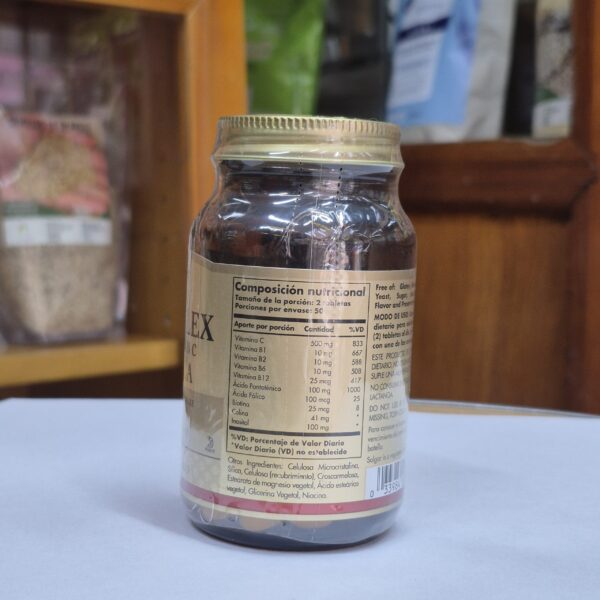 LEX
C
A
Composición nutricional
Tamaño de la porción: 2 tabletas
Porciones por envase: 50
Aporte por porción Cantidad %VD
Vitamina C 500 mg 833
Vitamina B1 10 mg 667
Vitamina B2 10 mg 588
Vitamina B6 10 mg 508
Vitamina B12 25 mcg 417
Ácido Pantoténico 100 mg 1000
Ácido Fólico 100 mcg 25
Biotina 25 mcg 8
Colina 41 mg *
Inositol 100 mg *
%VD: Porcentaje de Valor Diario
*Valor Diario (VD) no establecido
Otros Ingredientes: Celulosa Microcristalina,
Sílica, Celulosa (recubrimiento), Croscarmelosa,
Estearato de magnesio vegetal, Ácido esteárico
vegetal, Glicerina Vegetal, Niacina.
Free of:
Yeast, Sugar,
Flavor and
MODO DE USO:
dietario para
(2) tabletas al
con una de las
ESTE PRODUCTO
DIETARIO, NO
SUPLE UNA
NO CONSUMIR
LACTANCIA.
DO NOT USE
MISSING, TORN
vencimiento
botella
Solgar is a